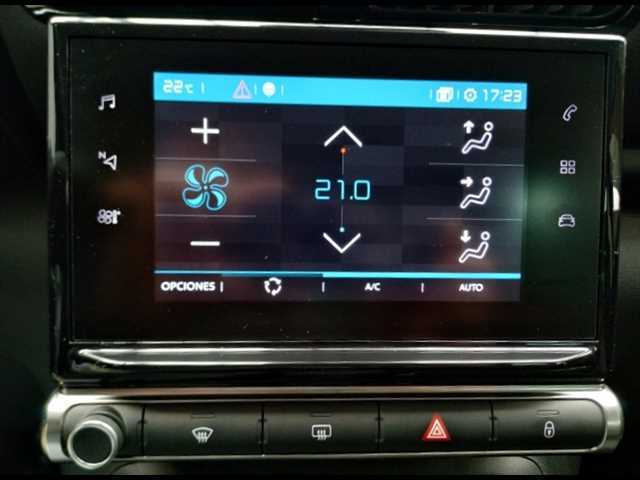 22°C 17:23
N
21.0
OPCIONES | | A/C | AUTO